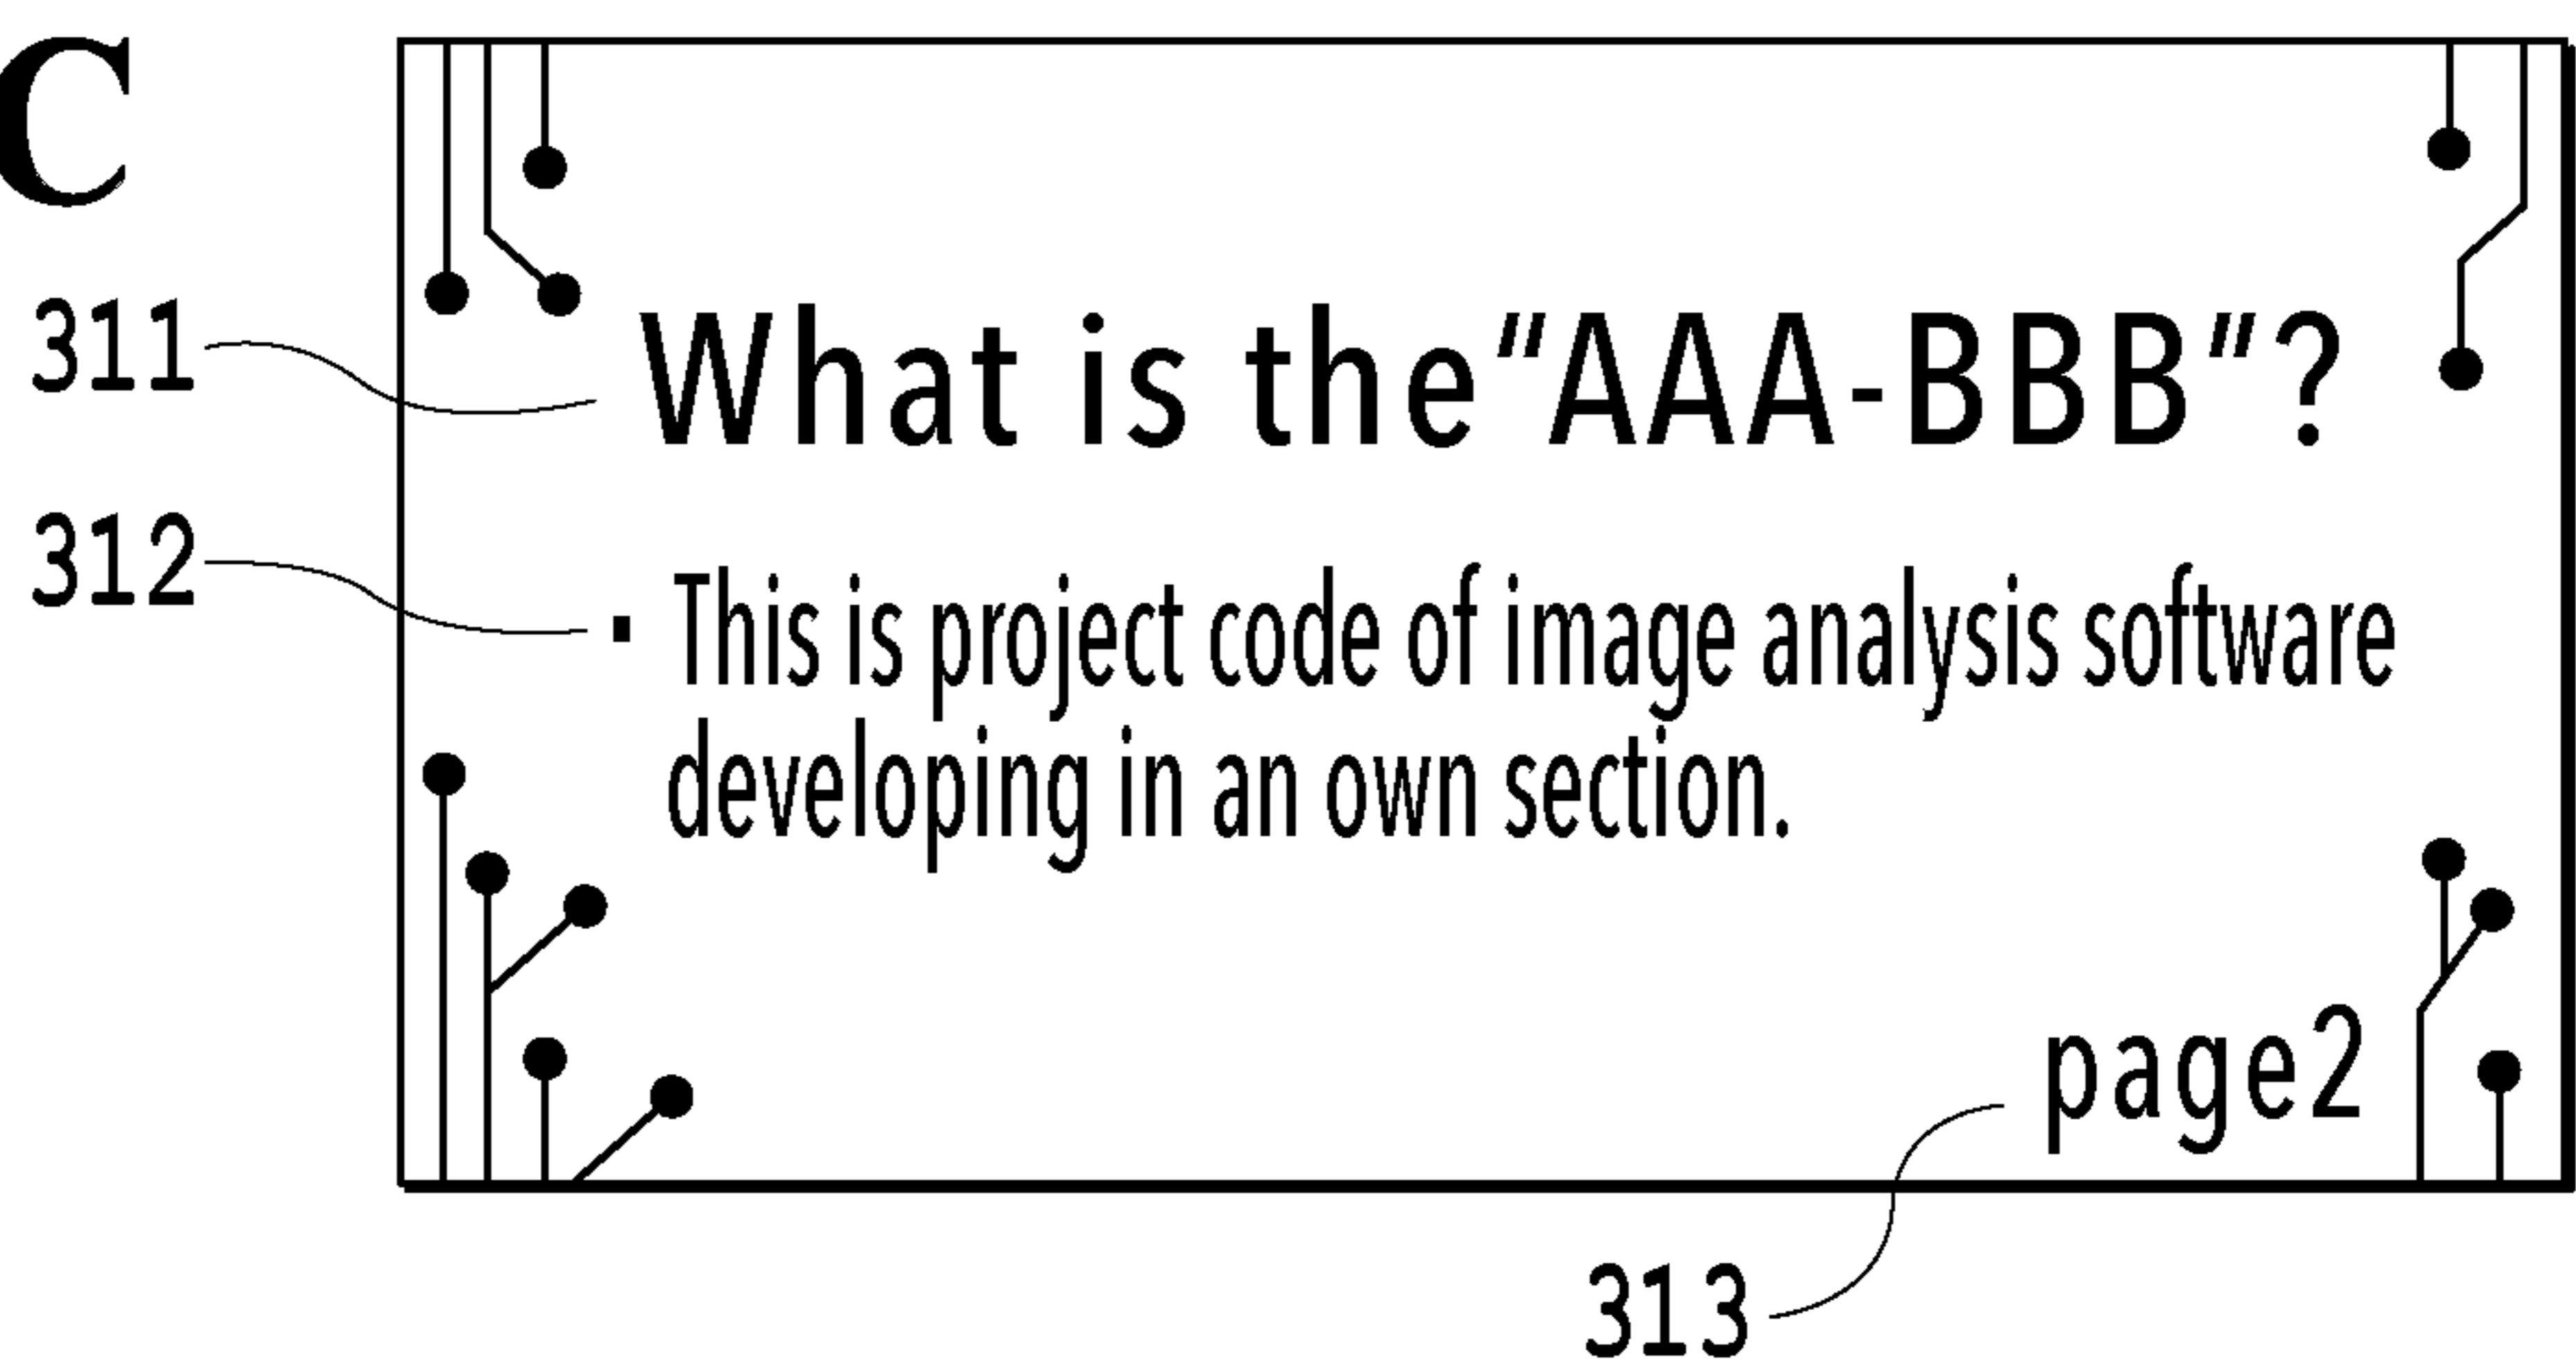 C
311
What is the"AAA-BBB"?
312
▪ This is project code of image analysis software
developing in an own section.
page2
313